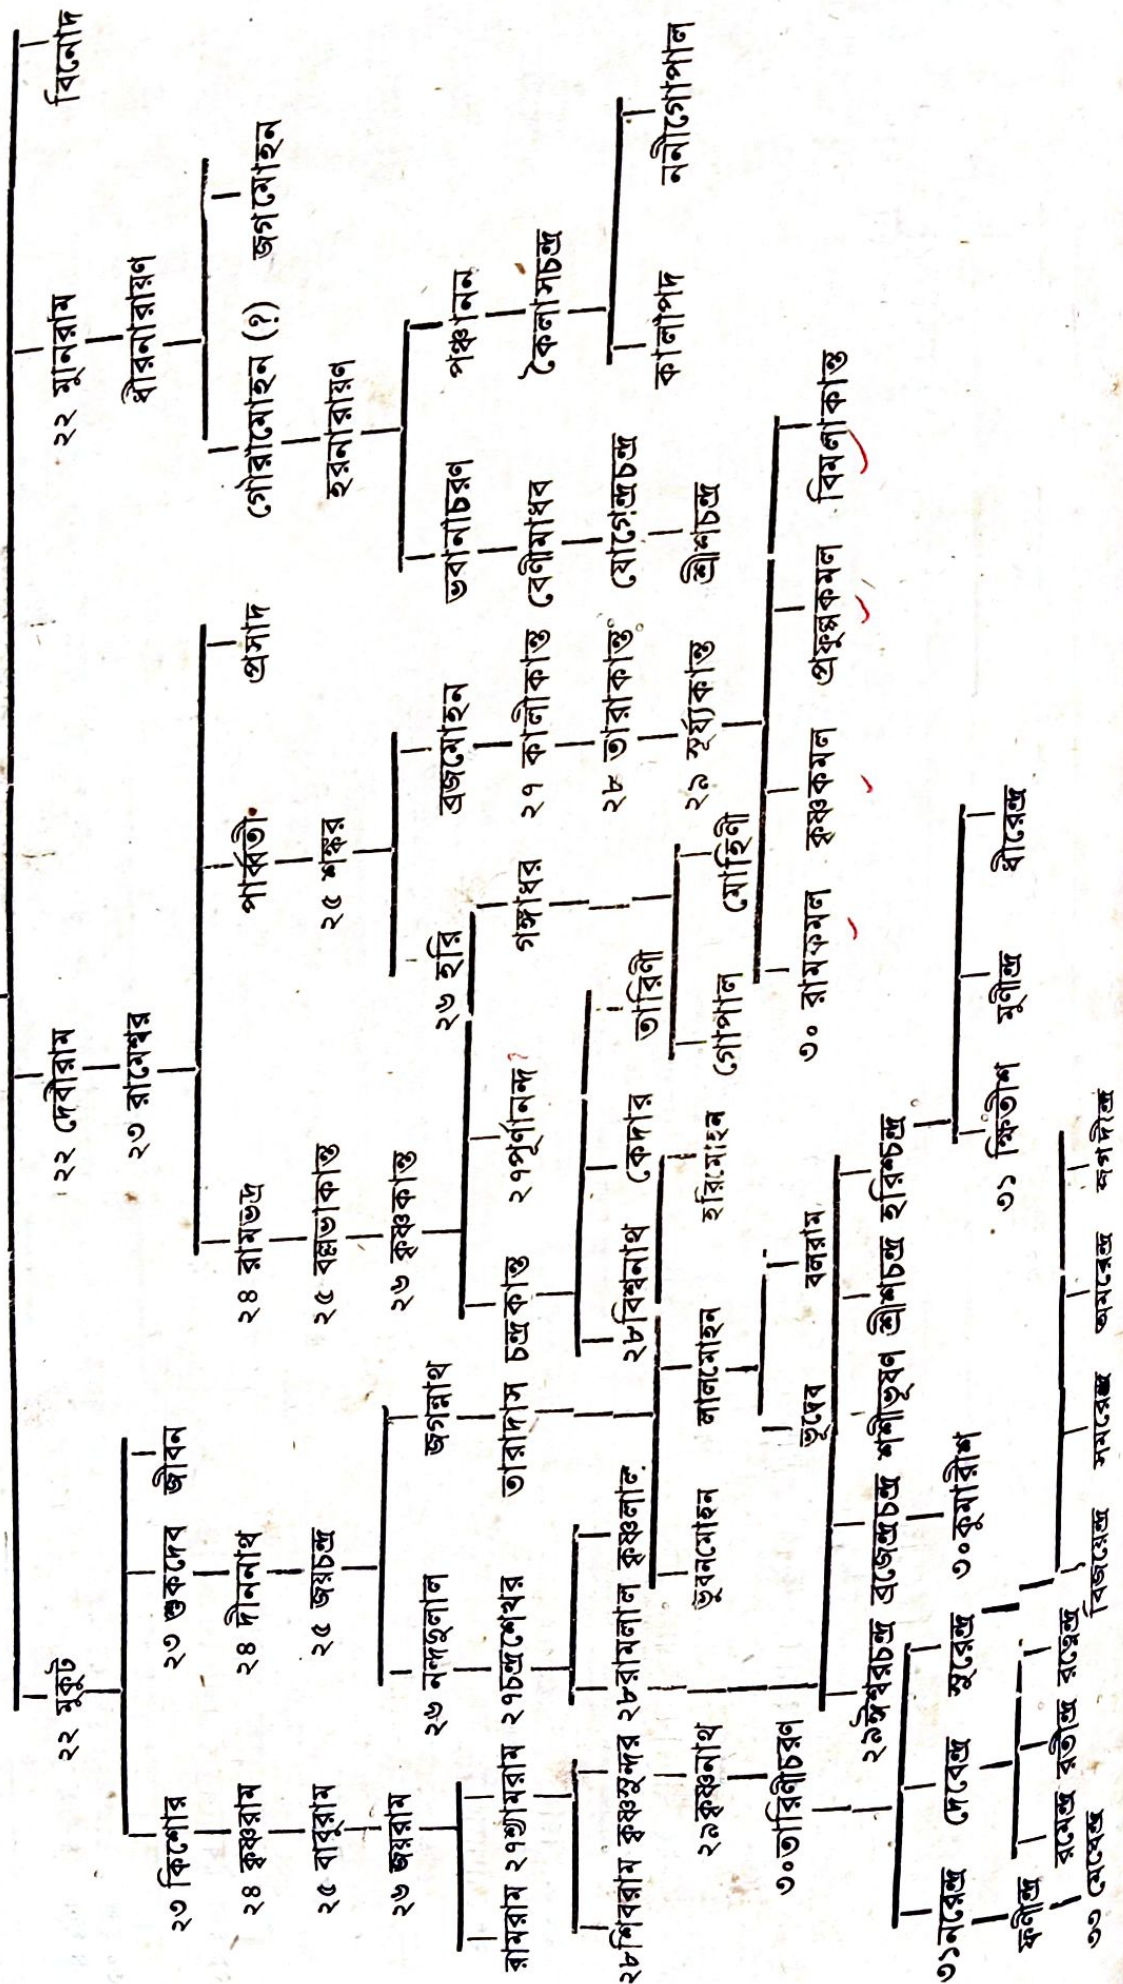 ২২ মুকুট ২২ দেবীরাম ২২ মুনরাম বিনোদ
২৩ রামেশ্বর ধীরনারায়ণ
২৩ কিশোর ২৩ শুকদেব জীবন
২৪ কৃষ্ণরাম ২৪ দীননাথ ২৪ রামভদ্র পার্ব্বতী প্রসাদ গোরামোহন (?) জগমোহন
২৫ বাবুরাম ২৫ জয়চন্দ্র ২৫ বল্লভাকান্ত ২৫ শঙ্কর হরনারায়ণ
২৬ জয়রাম ২৬ কৃষ্ণকান্ত
২৬ নন্দদুলাল জগন্নাথ ২৬ হরি ব্রজমোহন ভবানাচরণ পঞ্চানন
রামরাম ২৭শ্যামরাম ২৭চন্দ্রশেখর তারাদাস চন্দ্রকান্ত ২৭পূর্ণানন্দ গঙ্গাধর ২৭ কালীকান্ত বেণীমাধব কৈলাসচন্দ্র
২৮শিবরাম কৃষ্ণসুন্দর ২৮রামলাল কৃষ্ণলাল ২৮বিশ্বনাথ কেদার তারিণী ২৮ তারাকান্ত যোগেন্দ্রচন্দ্র কালাপদ ননীগোপাল
২৯কৃষ্ণনাথ ভুবনমোহন লালমোহন হরিমোহন গোপাল মোহিণী ২৯ সূর্য্যকান্ত শ্রীশচন্দ্র
৩০তারিণীচরণ ভূদেব বলরাম ৩০ রামকমল কৃষ্ণকমল প্রফুল্লকমল বিমলাকান্ত
২৯ঈশ্বরচন্দ্র ব্রজেন্দ্রচন্দ্র শশীভূষণ শ্রীশচন্দ্র হরিশ্চন্দ্র
৩১নরেন্দ্র দেবেন্দ্র সুরেন্দ্র ৩০কুমারীশ ৩১ ক্ষিতীশ মুণীন্দ্র ধীরেন্দ্র
ফণীন্দ্র রমেন্দ্র রতীন্দ্র রত্নেন্দ্র
৩৩ বিজয়েন্দ্র সমরেন্দ্র অমরেন্দ্র জগদীন্দ্র